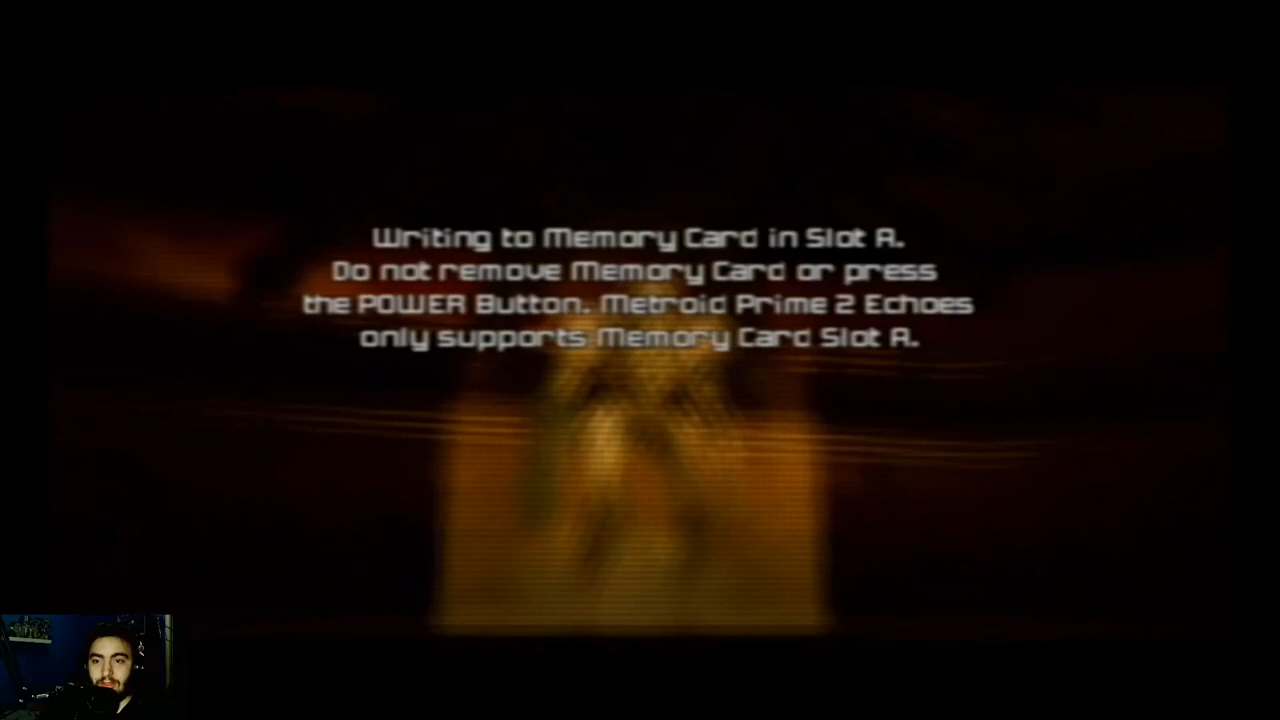 Writing to Memory Card in Slot A.
Do not remove Memory Card or press
the POWER Button. Metroid Prime 2 Echoes
only supports Memory Card Slot A.